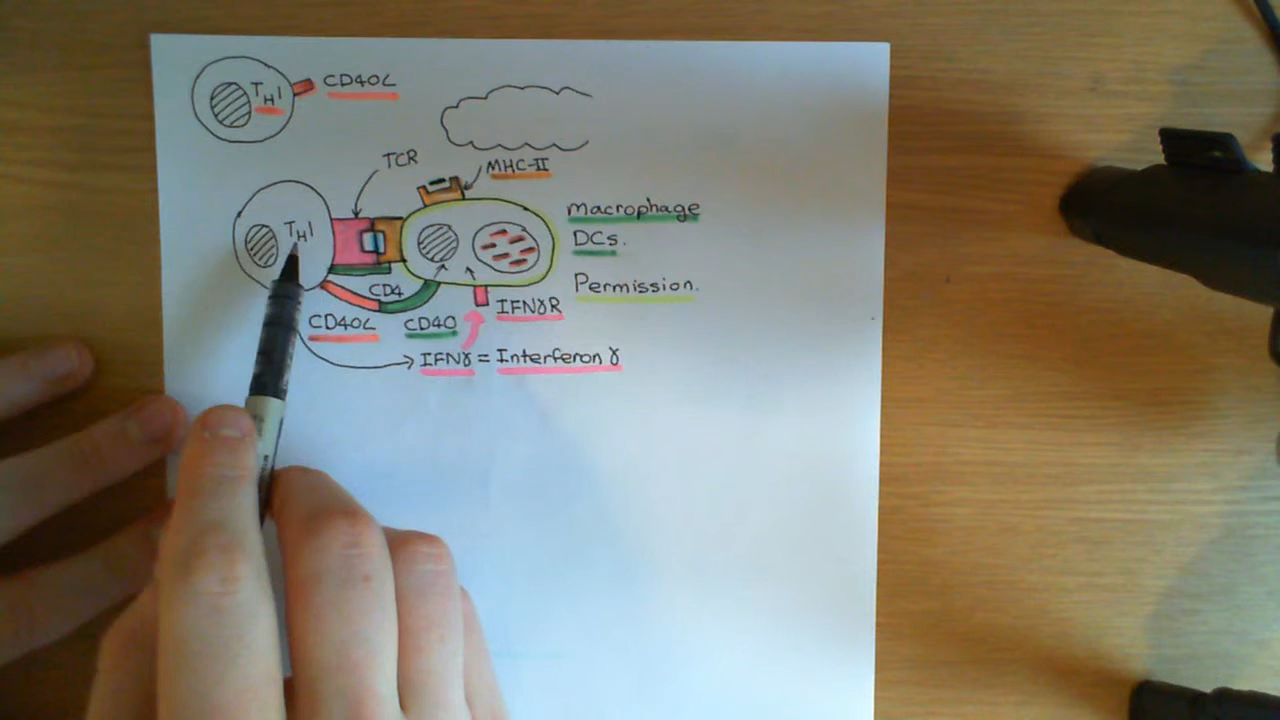 TH1 CD40L
TCR
MHC-II
TH1
Macrophage
DCs.
CD4
Permission.
CD40L CD40 IFNγR
IFNγ = Interferon γ